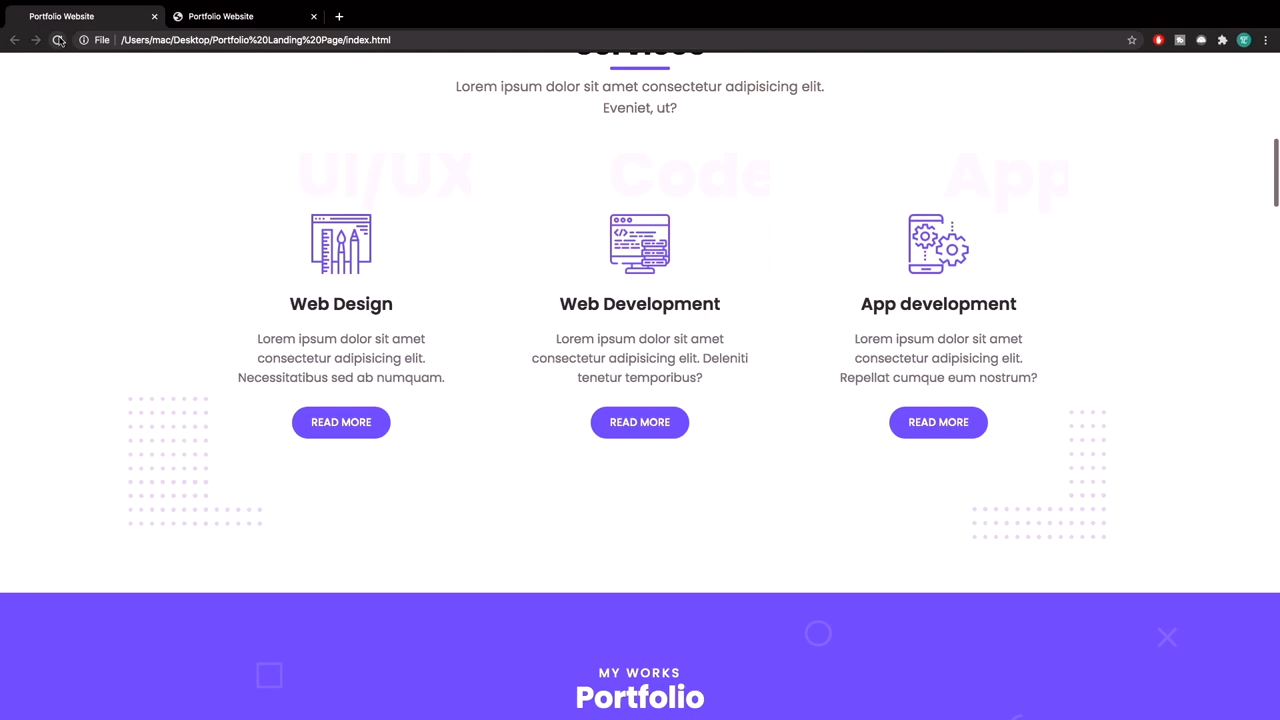 Portfolio Website
Portfolio Website
File
/Users/mac/Desktop/Portfolio%20Landing%20Page/index.html
Services
Lorem ipsum dolor sit amet consectetur adipisicing elit.
Eveniet, ut?
UI/UX
Code
App
Web Design
Lorem ipsum dolor sit amet
consectetur adipisicing elit.
Necessitatibus sed ab numquam.
READ MORE
Web Development
Lorem ipsum dolor sit amet
consectetur adipisicing elit. Deleniti
tenetur temporibus?
READ MORE
App development
Lorem ipsum dolor sit amet
consectetur adipisicing elit.
Repellat cumque eum nostrum?
READ MORE
MY WORKS
Portfolio